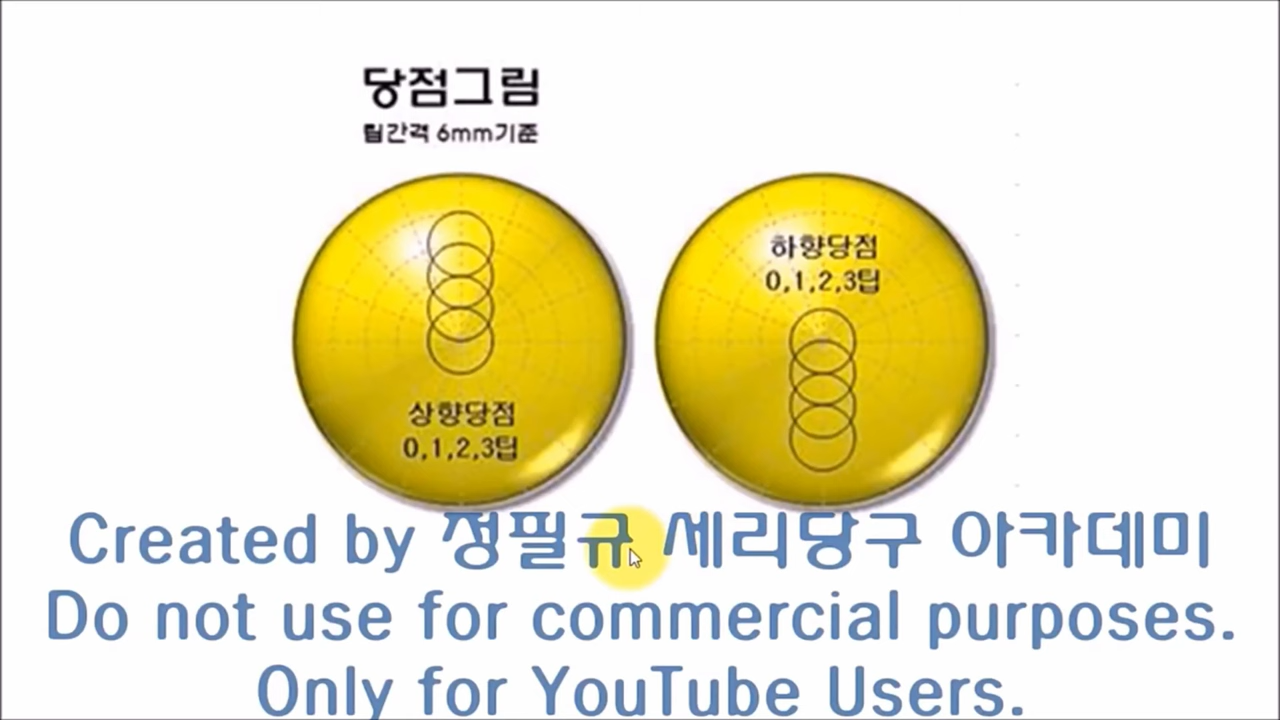 당점그림
팁간격 6mm기준
하향당점
0,1,2,3팁
상향당점
0,1,2,3팁
Created by 정필규 세리당구 아카데미
Do not use for commercial purposes.
Only for YouTube Users.